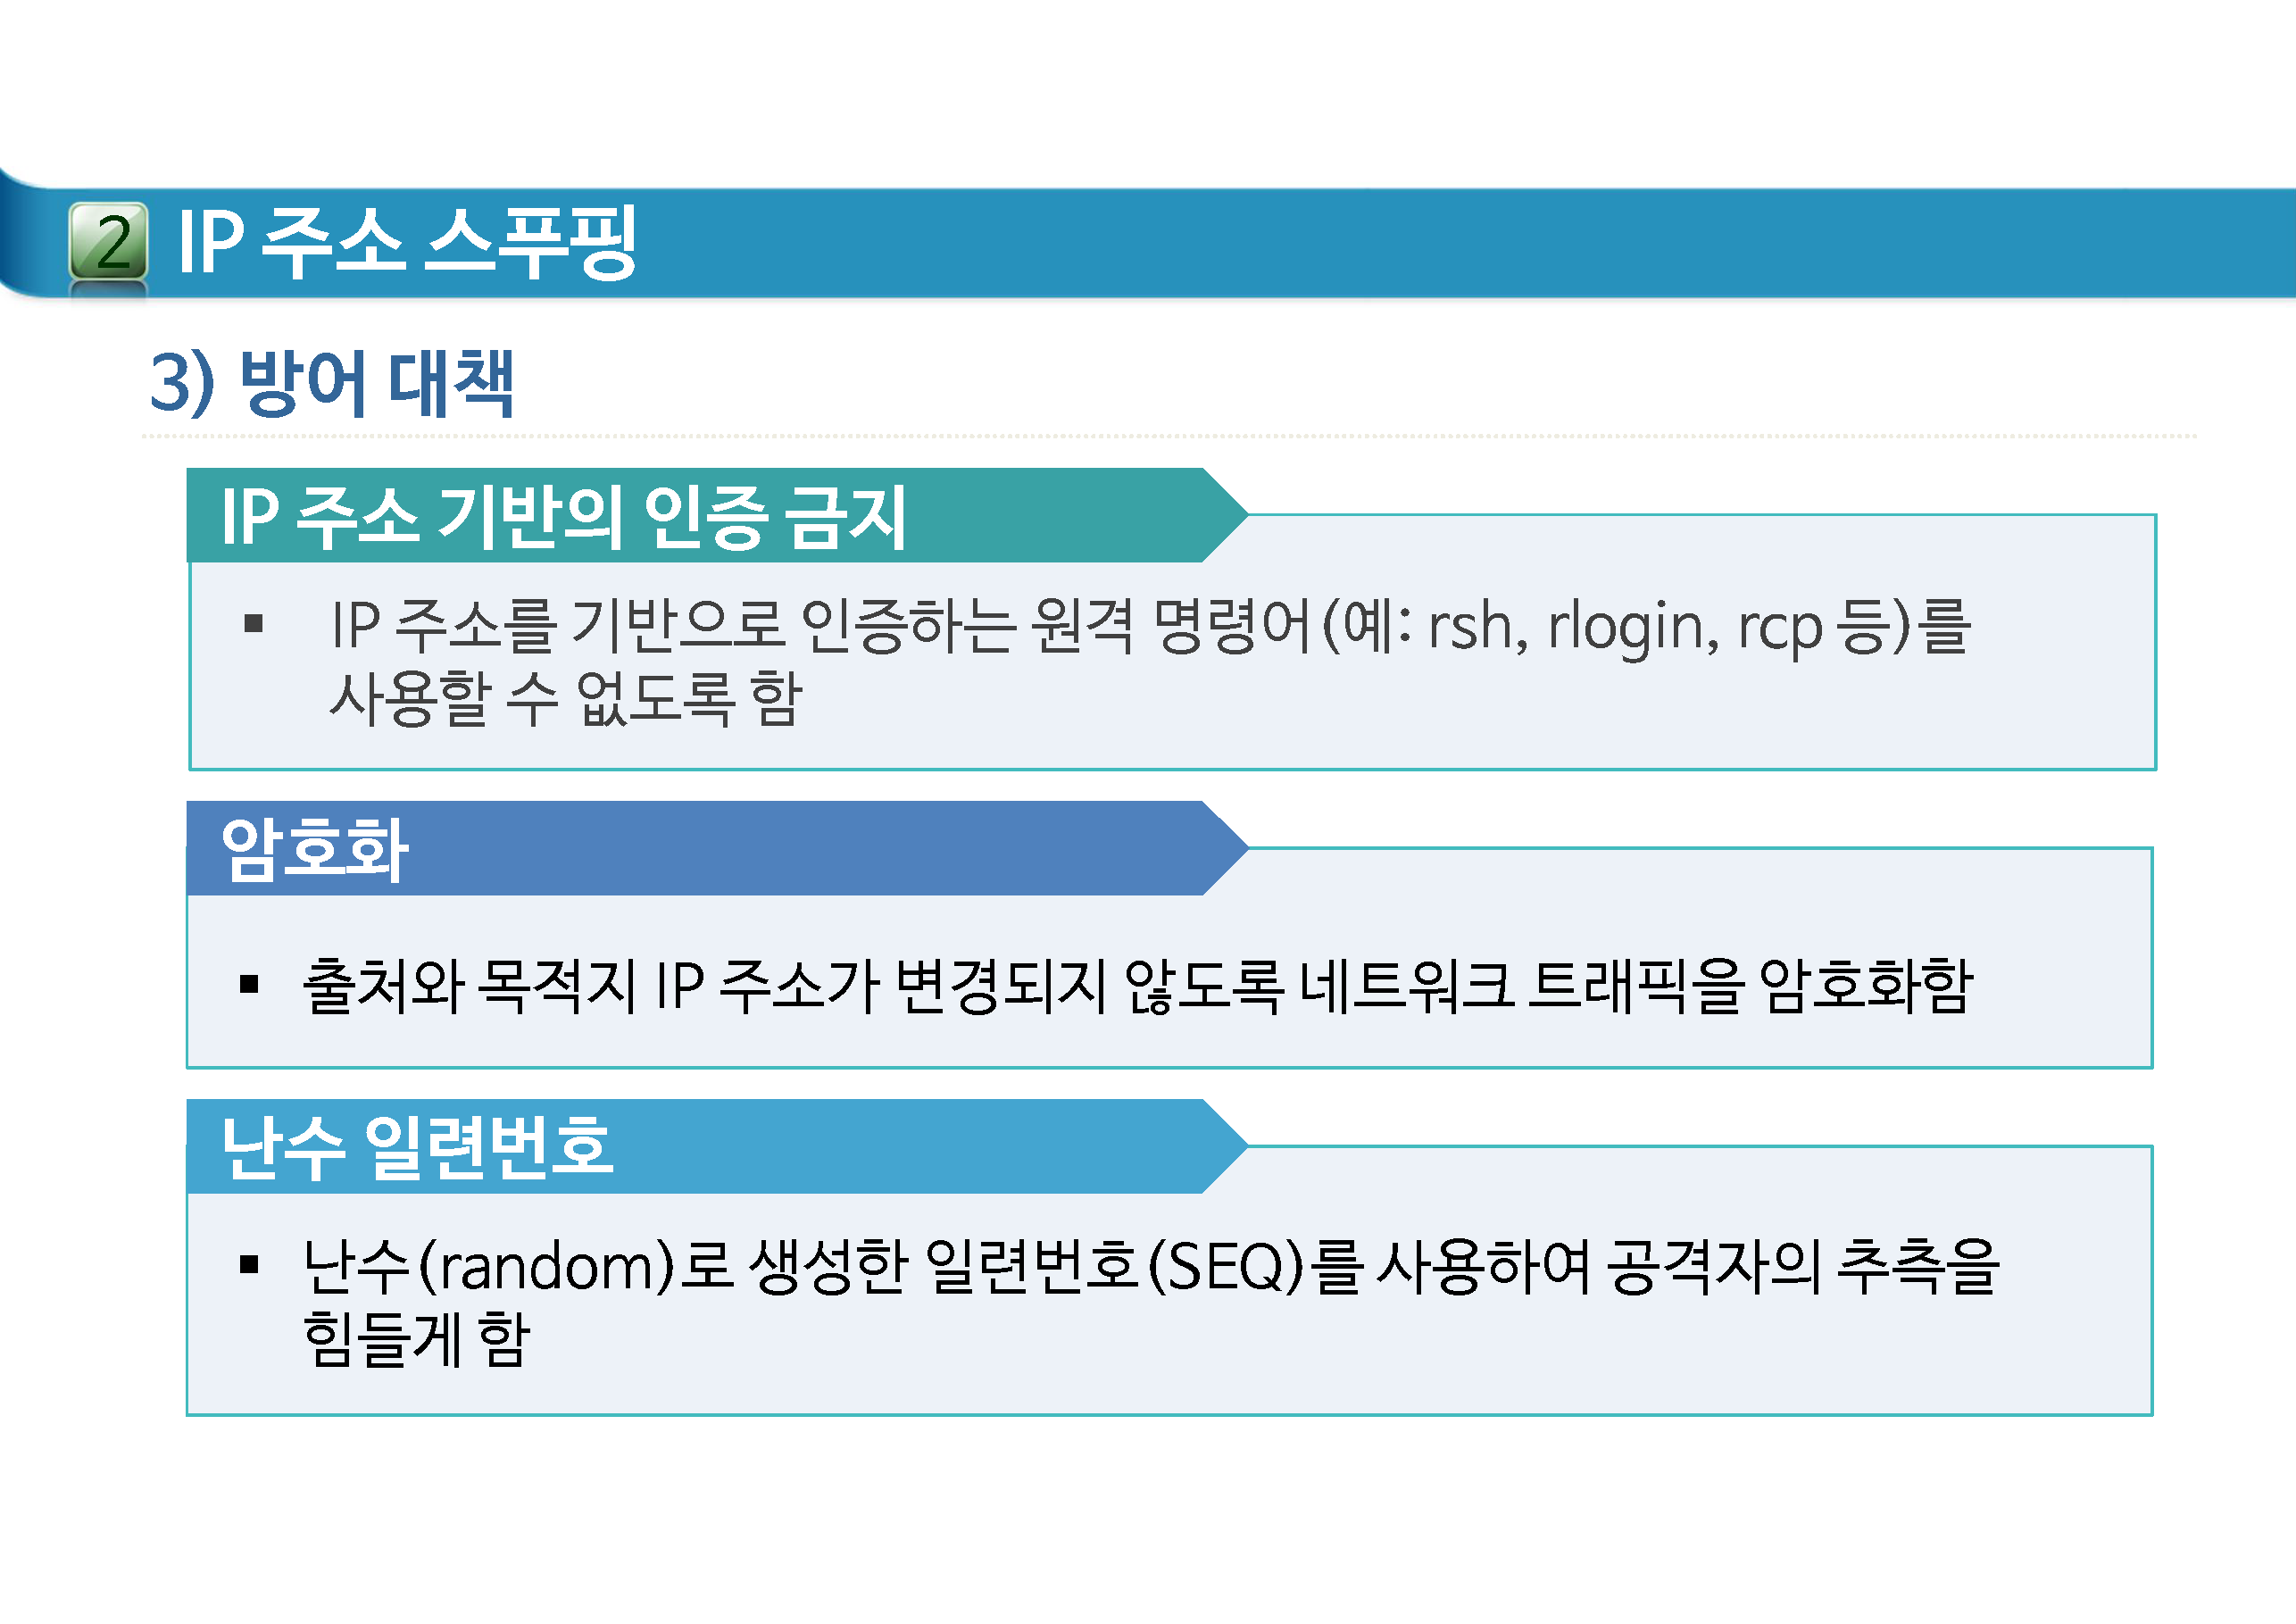 2 IP 주소 스푸핑
3) 방어 대책
IP 주소 기반의 인증 금지
▪ IP 주소를 기반으로 인증하는 원격 명령어(예: rsh, rlogin, rcp 등)를
사용할 수 없도록 함
암호화
▪ 출처와 목적지 IP 주소가 변경되지 않도록 네트워크 트래픽을 암호화함
난수 일련번호
▪ 난수(random)로 생성한 일련번호(SEQ)를 사용하여 공격자의 추측을
힘들게 함